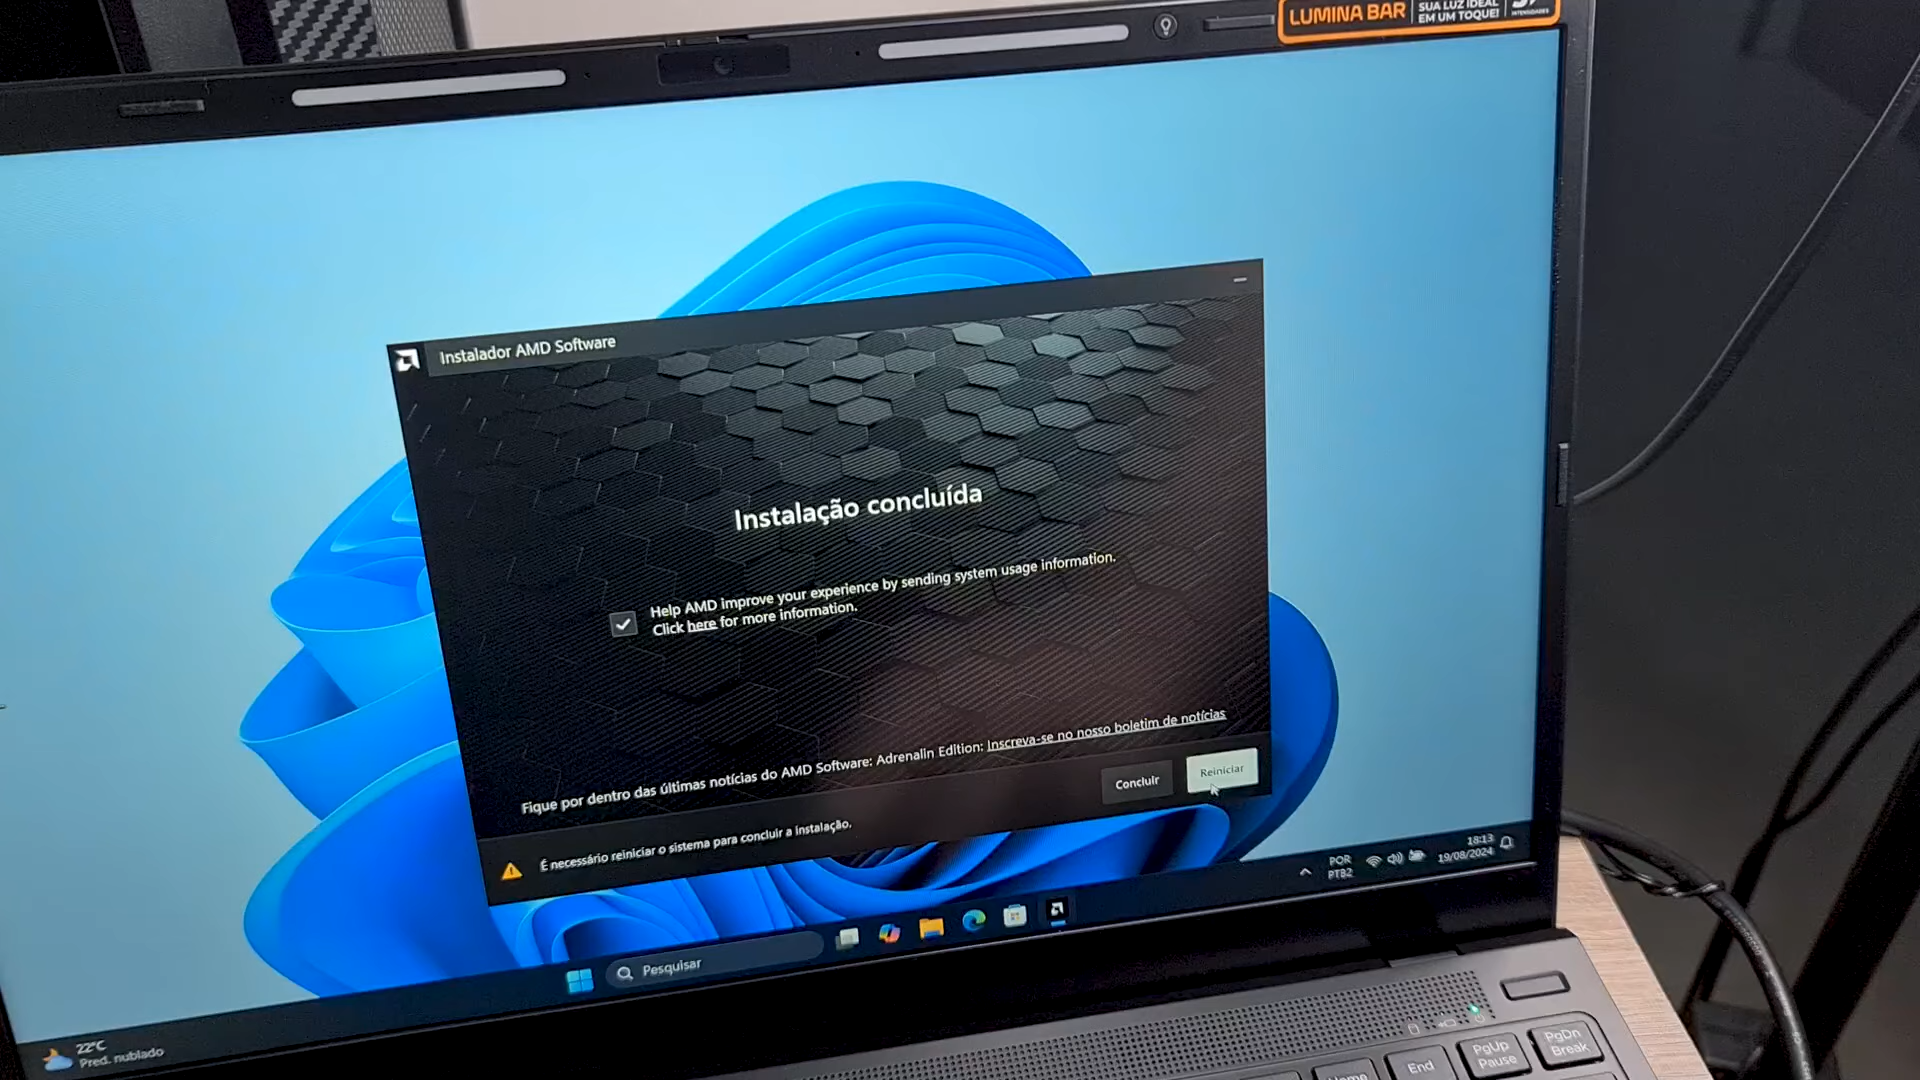 LUMINA BAR
SUA LUZ IDEAL
EM UM TOQUE!
INTENSIDADES
Instalador AMD Software
Instalação concluída
Help AMD improve your experience by sending system usage information.
Click here for more information.
Fique por dentro das últimas notícias do AMD Software: Adrenalin Edition: Inscreva-se no nosso boletim de notícias
Concluir
Reiniciar
É necessário reiniciar o sistema para concluir a instalação.
22°C
Pred. nublado
Pesquisar
POR
PTB2
18:13
19/08/2024
Home
End
PgUp
Pause
PgDn
Break